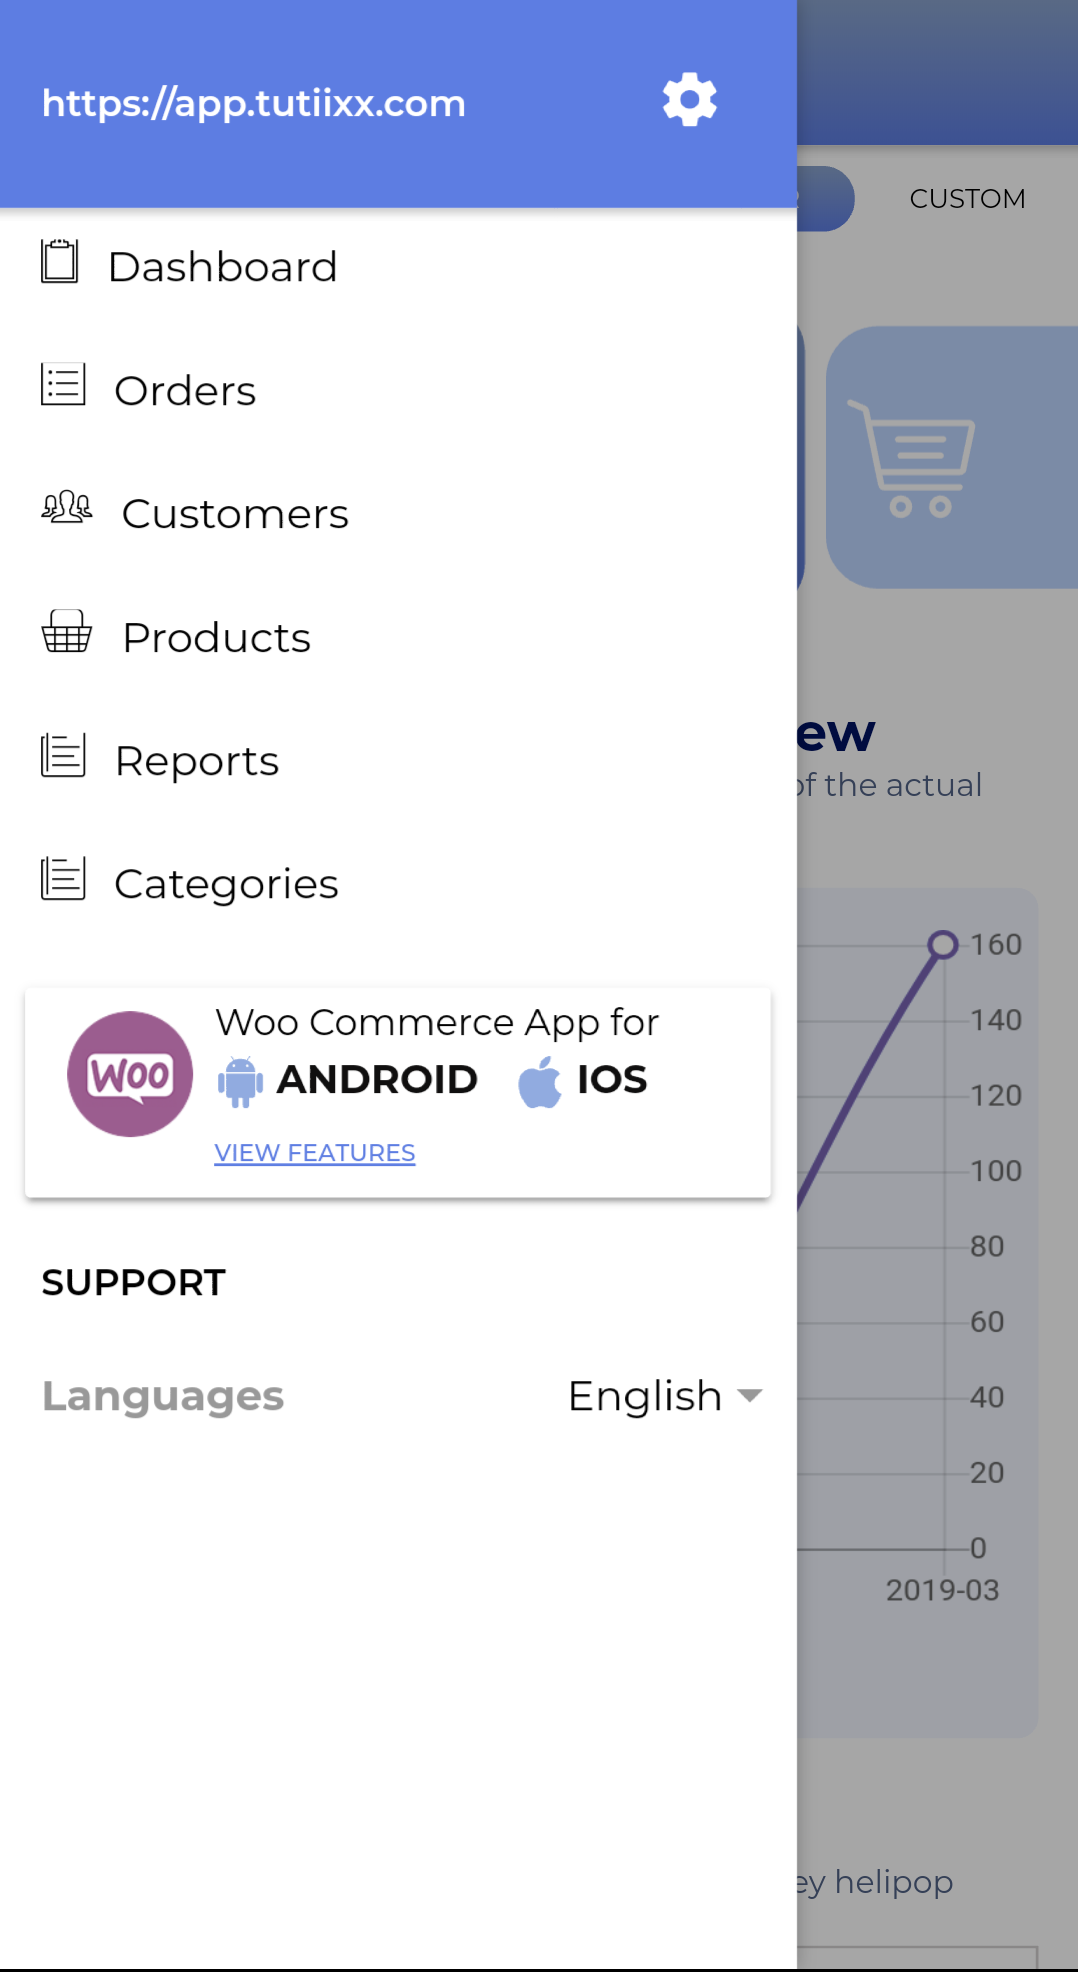 https://app.tutiixx.com
Dashboard
Orders
Customers
Products
Reports
Categories
Woo Commerce App for
WOO
ANDROID IOS
VIEW FEATURES
SUPPORT
Languages English
CUSTOM
ew
of the actual
160
140
120
100
80
60
40
20
0
2019-03
ey helipop